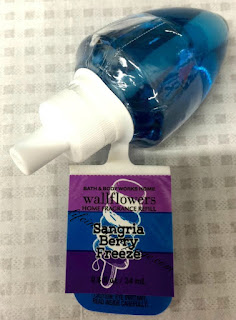 BATH & BODY WORKS HOME
wallflowers
HOME FRAGRANCE REFILL
Sangria
Berry
Freeze